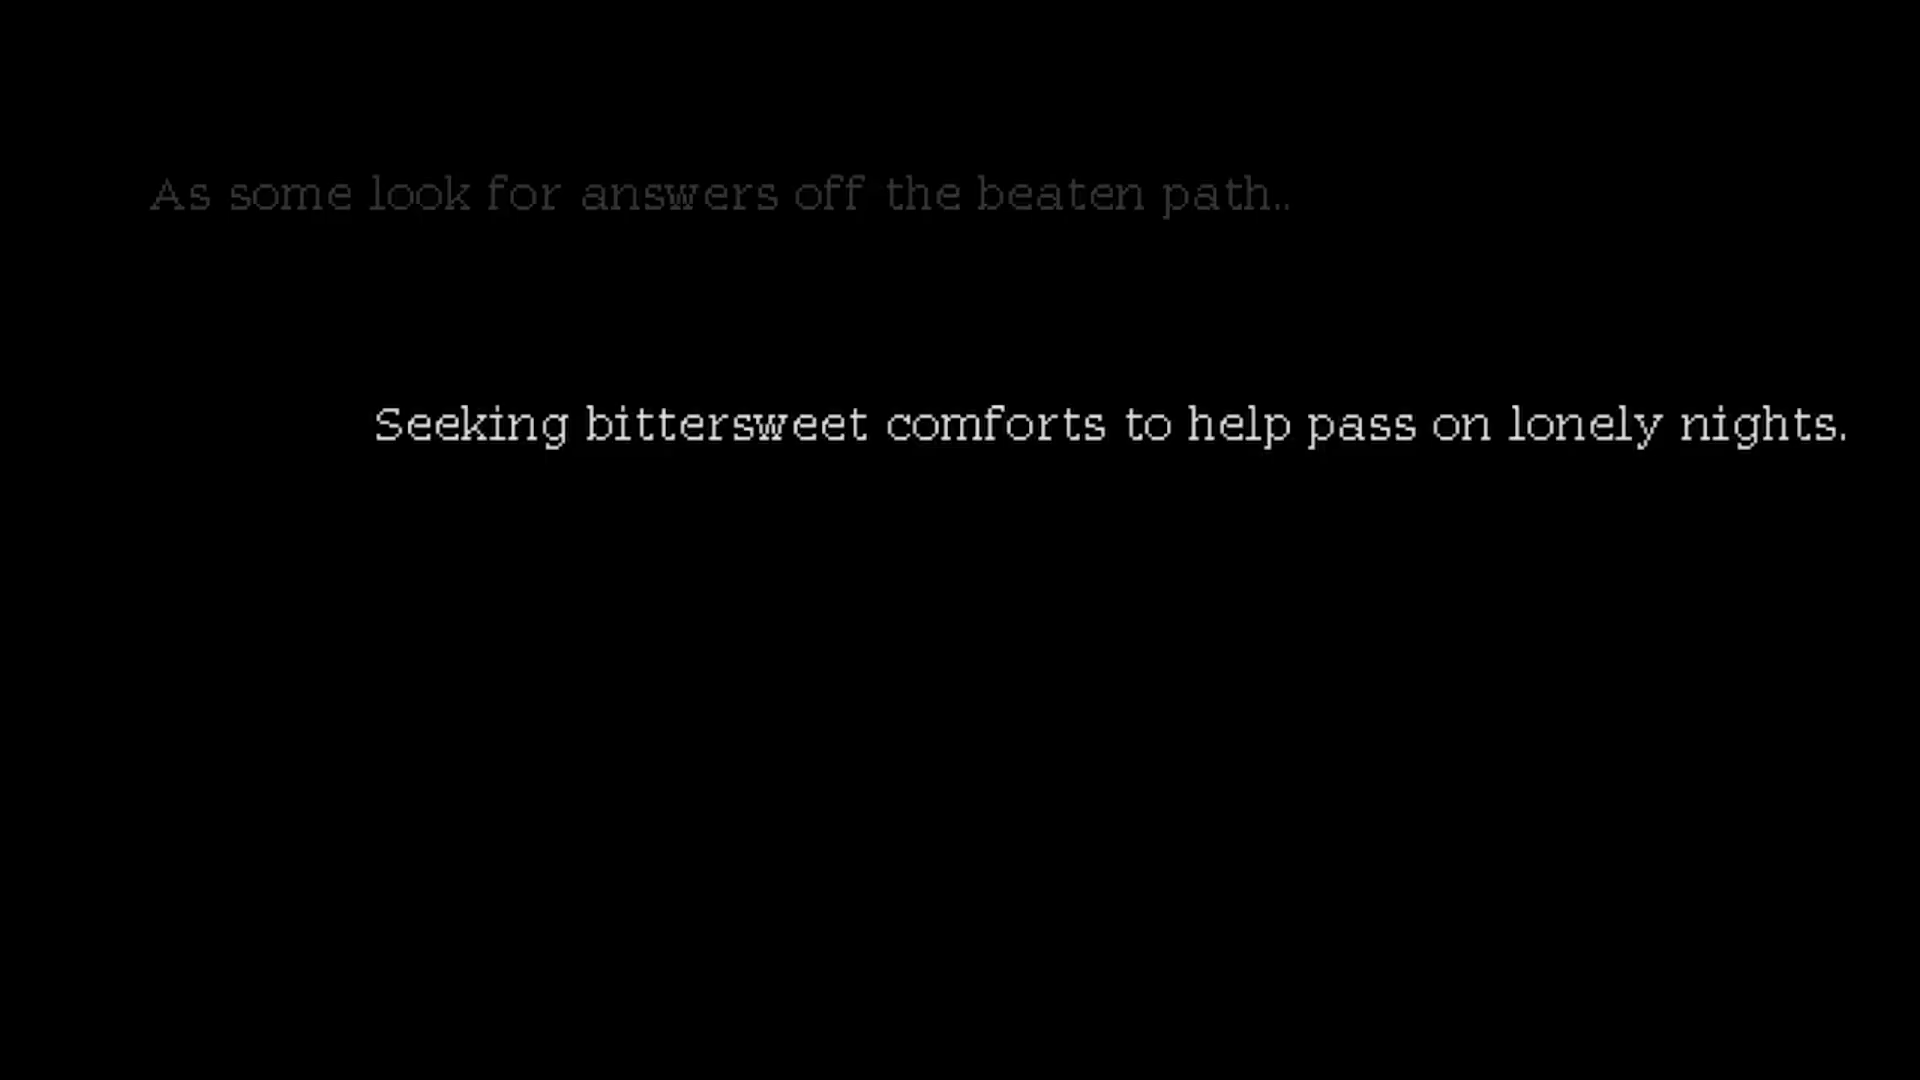 As some look for answers off the beaten path..
Seeking bittersweet comforts to help pass on lonely nights.